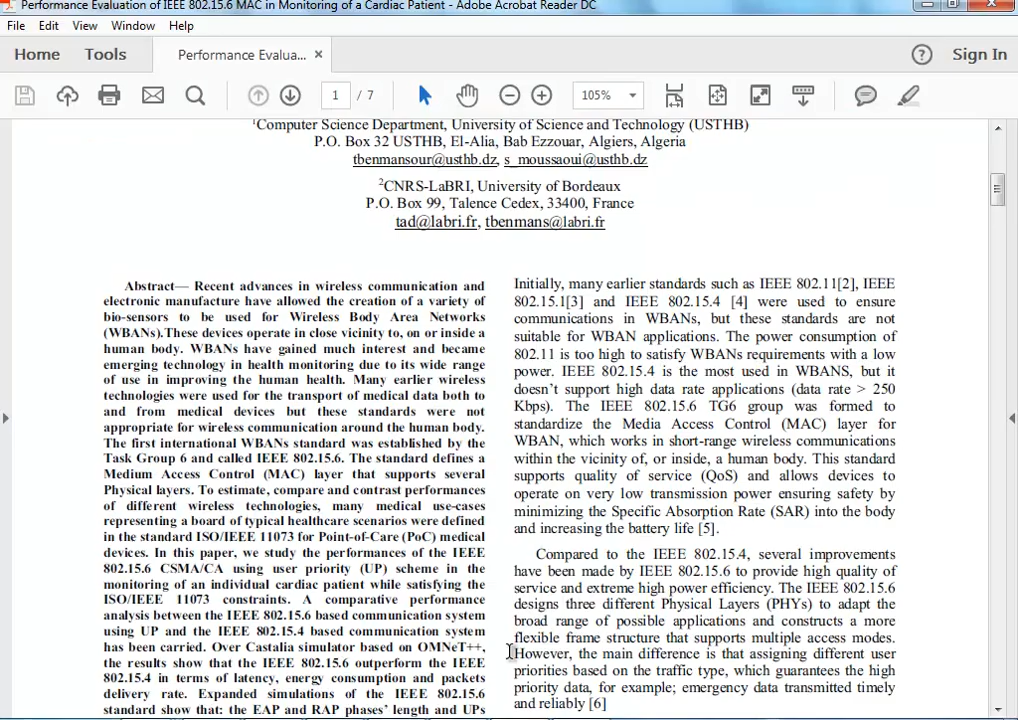 Performance Evaluation of IEEE 802.15.6 MAC in Monitoring of a Cardiac Patient - Adobe Acrobat Reader DC
File Edit View Window Help
Home Tools Performance Evalua... × Sign In
1 / 7 105%
¹Computer Science Department, University of Science and Technology (USTHB)
P.O. Box 32 USTHB, El-Alia, Bab Ezzouar, Algiers, Algeria
tbenmansour@usthb.dz, s_moussaoui@usthb.dz
²CNRS-LaBRI, University of Bordeaux
P.O. Box 99, Talence Cedex, 33400, France
tad@labri.fr, tbenmans@labri.fr
Abstract— Recent advances in wireless communication and
electronic manufacture have allowed the creation of a variety of
bio-sensors to be used for Wireless Body Area Networks
(WBANs).These devices operate in close vicinity to, on or inside a
human body. WBANs have gained much interest and became
emerging technology in health monitoring due to its wide range
of use in improving the human health. Many earlier wireless
technologies were used for the transport of medical data both to
and from medical devices but these standards were not
appropriate for wireless communication around the human body.
The first international WBANs standard was established by the
Task Group 6 and called IEEE 802.15.6. The standard defines a
Medium Access Control (MAC) layer that supports several
Physical layers. To estimate, compare and contrast performances
of different wireless technologies, many medical use-cases
representing a board of typical healthcare scenarios were defined
in the standard ISO/IEEE 11073 for Point-of-Care (PoC) medical
devices. In this paper, we study the performances of the IEEE
802.15.6 CSMA/CA using user priority (UP) scheme in the
monitoring of an individual cardiac patient while satisfying the
ISO/IEEE 11073 constraints. A comparative performance
analysis between the IEEE 802.15.6 based communication system
using UP and the IEEE 802.15.4 based communication system
has been carried. Over Castalia simulator based on OMNeT++,
the results show that the IEEE 802.15.6 outperform the IEEE
802.15.4 in terms of latency, energy consumption and packets
delivery rate. Expanded simulations of the IEEE 802.15.6
standard show that: the EAP and RAP phases' length and UPs
Initially, many earlier standards such as IEEE 802.11[2], IEEE
802.15.1[3] and IEEE 802.15.4 [4] were used to ensure
communications in WBANs, but these standards are not
suitable for WBAN applications. The power consumption of
802.11 is too high to satisfy WBANs requirements with a low
power. IEEE 802.15.4 is the most used in WBANS, but it
doesn't support high data rate applications (data rate > 250
Kbps). The IEEE 802.15.6 TG6 group was formed to
standardize the Media Access Control (MAC) layer for
WBAN, which works in short-range wireless communications
within the vicinity of, or inside, a human body. This standard
supports quality of service (QoS) and allows devices to
operate on very low transmission power ensuring safety by
minimizing the Specific Absorption Rate (SAR) into the body
and increasing the battery life [5].
Compared to the IEEE 802.15.4, several improvements
have been made by IEEE 802.15.6 to provide high quality of
service and extreme high power efficiency. The IEEE 802.15.6
designs three different Physical Layers (PHYs) to adapt the
broad range of possible applications and constructs a more
flexible frame structure that supports multiple access modes.
However, the main difference is that assigning different user
priorities based on the traffic type, which guarantees the high
priority data, for example; emergency data transmitted timely
and reliably [6]